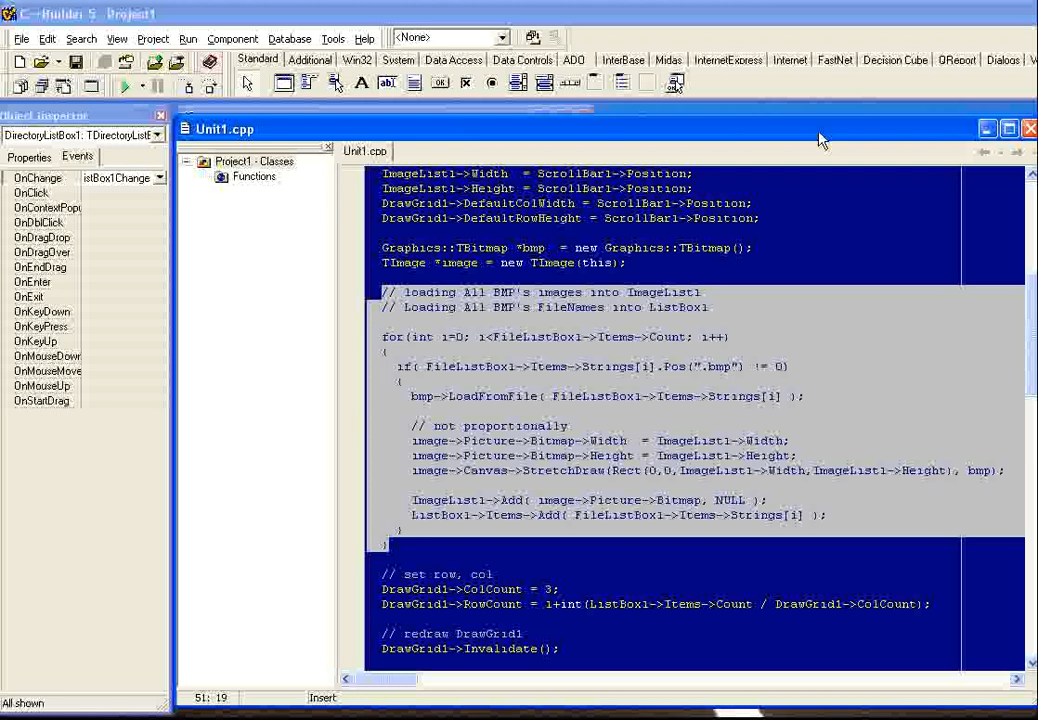 C++Builder 5 Project1
File Edit Search View Project Run Component Database Tools Help <None>
Standard Additional Win32 System Data Access Data Controls ADO InterBase Midas InternetExpress Internet FastNet Decision Cube QReport Dialogs
Object Inspector
DirectoryListBox1: TDirectoryListB
Properties Events
OnChange istBox1Change
OnClick
OnContextPopu
OnDblClick
OnDragDrop
OnDragOver
OnEndDrag
OnEnter
OnExit
OnKeyDown
OnKeyPress
OnKeyUp
OnMouseDown
OnMouseMove
OnMouseUp
OnStartDrag
All shown
Unit1.cpp
Project1 - Classes
Functions
Unit1.cpp
ImageList1->Width = ScrollBar1->Position;
ImageList1->Height = ScrollBar1->Position;
DrawGrid1->DefaultColWidth = ScrollBar1->Position;
DrawGrid1->DefaultRowHeight = ScrollBar1->Position;
Graphics::TBitmap *bmp = new Graphics::TBitmap();
TImage *image = new TImage(this);
// loading All BMP's images into ImageList1
// Loading All BMP's FileNames into ListBox1
for(int i=0; i<FileListBox1->Items->Count; i++)
{
if( FileListBox1->Items->Strings[i].Pos(".bmp") != 0)
{
bmp->LoadFromFile( FileListBox1->Items->Strings[i] );
// not proportionally
image->Picture->Bitmap->Width = ImageList1->Width;
image->Picture->Bitmap->Height = ImageList1->Height;
image->Canvas->StretchDraw(Rect(0,0,ImageList1->Width,ImageList1->Height), bmp);
ImageList1->Add( image->Picture->Bitmap, NULL );
ListBox1->Items->Add( FileListBox1->Items->Strings[i] );
}
}
// set row, col
DrawGrid1->ColCount = 3;
DrawGrid1->RowCount = 1+int(ListBox1->Items->Count / DrawGrid1->ColCount);
// redraw DrawGrid1
DrawGrid1->Invalidate();
51: 19 Insert